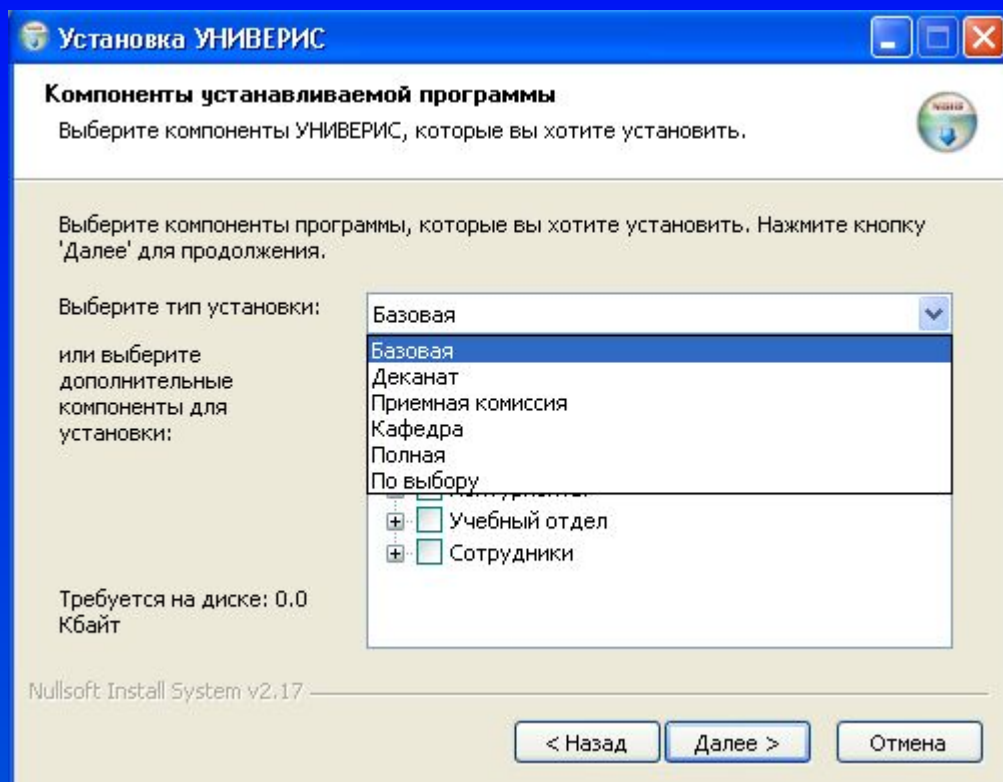 Установка УНИВЕРИС
Компоненты устанавливаемой программы
Выберите компоненты УНИВЕРИС, которые вы хотите установить.
Выберите компоненты программы, которые вы хотите установить. Нажмите кнопку
'Далее' для продолжения.
Выберите тип установки:
Базовая
или выберите
дополнительные
компоненты для
установки:
Базовая
Деканат
Приемная комиссия
Кафедра
Полная
По выбору
Учебный отдел
Сотрудники
Требуется на диске: 0.0
Кбайт
Nullsoft Install System v2.17
< Назад
Далее >
Отмена